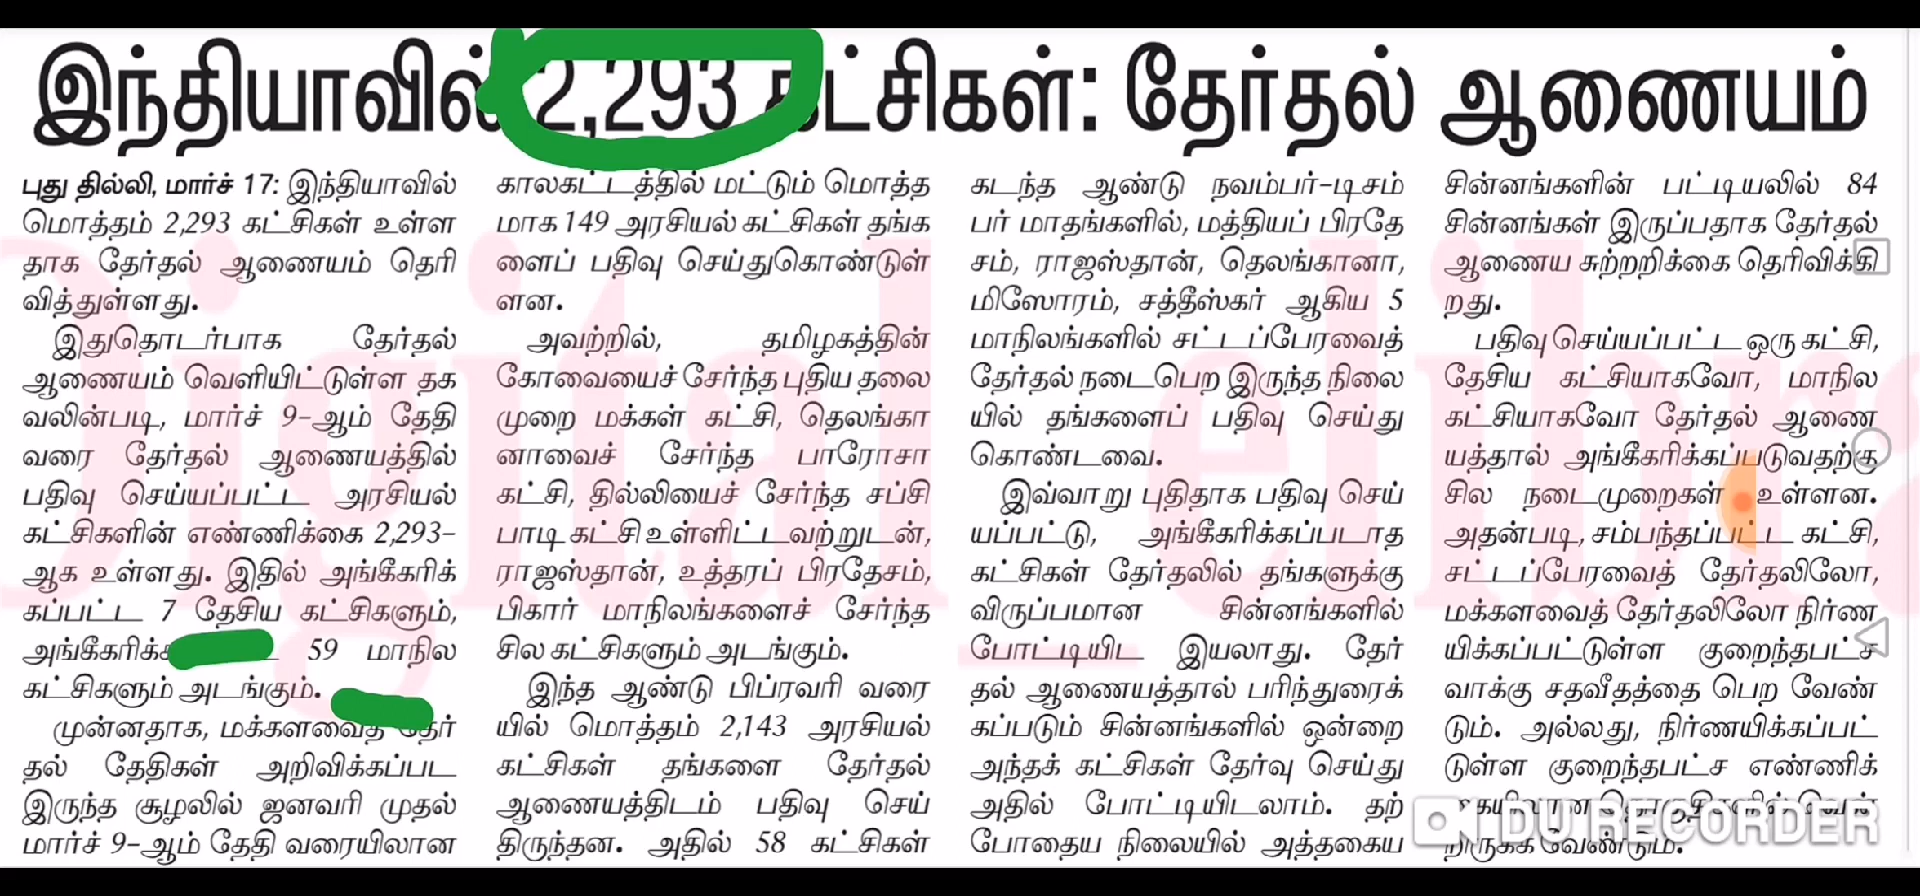 இந்தியாவில் 2,293 கட்சிகள்: தேர்தல் ஆணையம்
புது தில்லி, மார்ச் 17: இந்தியாவில்
மொத்தம் 2,293 கட்சிகள் உள்ள
தாக தேர்தல் ஆணையம் தெரி
வித்துள்ளது.
இதுதொடர்பாக தேர்தல்
ஆணையம் வெளியிட்டுள்ள தக
வலின்படி, மார்ச் 9-ஆம் தேதி
வரை தேர்தல் ஆணையத்தில்
பதிவு செய்யப்பட்ட அரசியல்
கட்சிகளின் எண்ணிக்கை 2,293-
ஆக உள்ளது. இதில் அங்கீகரிக்
கப்பட்ட 7 தேசிய கட்சிகளும்,
59 மாநில
கட்சிகளும் அடங்கும்.
முன்னதாக, மக்களவைத் தேர்
தல் தேதிகள் அறிவிக்கப்பட
இருந்த சூழலில் ஜனவரி முதல்
மார்ச் 9-ஆம் தேதி வரையிலான
காலகட்டத்தில் மட்டும் மொத்த
மாக 149 அரசியல் கட்சிகள் தங்க
ளைப் பதிவு செய்துகொண்டுள்
ளன.
அவற்றில், தமிழகத்தின்
கோவையைச் சேர்ந்த புதிய தலை
முறை மக்கள் கட்சி, தெலங்கா
னாவைச் சேர்ந்த பாரோசா
கட்சி, தில்லியைச் சேர்ந்த சப்சி
பாடி கட்சி உள்ளிட்டவற்றுடன்,
ராஜஸ்தான், உத்தரப் பிரதேசம்,
பிகார் மாநிலங்களைச் சேர்ந்த
சில கட்சிகளும் அடங்கும்.
இந்த ஆண்டு பிப்ரவரி வரை
யில் மொத்தம் 2,143 அரசியல்
கட்சிகள் தங்களை தேர்தல்
ஆணையத்திடம் பதிவு செய்
திருந்தன. அதில் 58 கட்சிகள்
கடந்த ஆண்டு நவம்பர்-டிசம்
பர் மாதங்களில், மத்தியப் பிரதே
சம், ராஜஸ்தான், தெலங்கானா,
மிஸோரம், சத்தீஸ்கர் ஆகிய 5
மாநிலங்களில் சட்டப்பேரவைத்
தேர்தல் நடைபெற இருந்த நிலை
யில் தங்களைப் பதிவு செய்து
கொண்டவை.
இவ்வாறு புதிதாக பதிவு செய்
யப்பட்டு, அங்கீகரிக்கப்படாத
கட்சிகள் தேர்தலில் தங்களுக்கு
விருப்பமான சின்னங்களில்
போட்டியிட இயலாது. தேர்
தல் ஆணையத்தால் பரிந்துரைக்
கப்படும் சின்னங்களில் ஒன்றை
அந்தக் கட்சிகள் தேர்வு செய்து
அதில் போட்டியிடலாம். தற்
போதைய நிலையில் அத்தகைய
சின்னங்களின் பட்டியலில் 84
சின்னங்கள் இருப்பதாக தேர்தல்
ஆணைய சுற்றறிக்கை தெரிவிக்கி
றது.
பதிவு செய்யப்பட்ட ஒரு கட்சி,
தேசிய கட்சியாகவோ, மாநில
கட்சியாகவோ தேர்தல் ஆணை
யத்தால் அங்கீகரிக்கப்படுவதற்கு
சில நடைமுறைகள் உள்ளன.
அதன்படி, சம்பந்தப்பட்ட கட்சி,
சட்டப்பேரவைத் தேர்தலிலோ,
மக்களவைத் தேர்தலிலோ நிர்ண
யிக்கப்பட்டுள்ள குறைந்தபட்ச
வாக்கு சதவீதத்தை பெற வேண்
டும். அல்லது, நிர்ணயிக்கப்பட்
டுள்ள குறைந்தபட்ச எண்ணிக்
DU RECORDER
Digital elibra